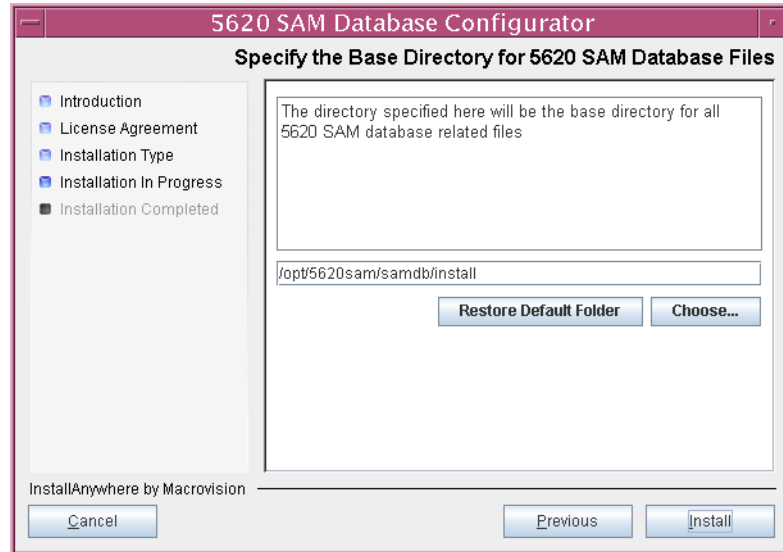 5620 SAM Database Configurator
Specify the Base Directory for 5620 SAM Database Files
Introduction
License Agreement
Installation Type
Installation In Progress
Installation Completed
The directory specified here will be the base directory for all
5620 SAM database related files
/opt/5620sam/samdb/install
Restore Default Folder
Choose...
InstallAnywhere by Macrovision
Cancel
Previous
Install